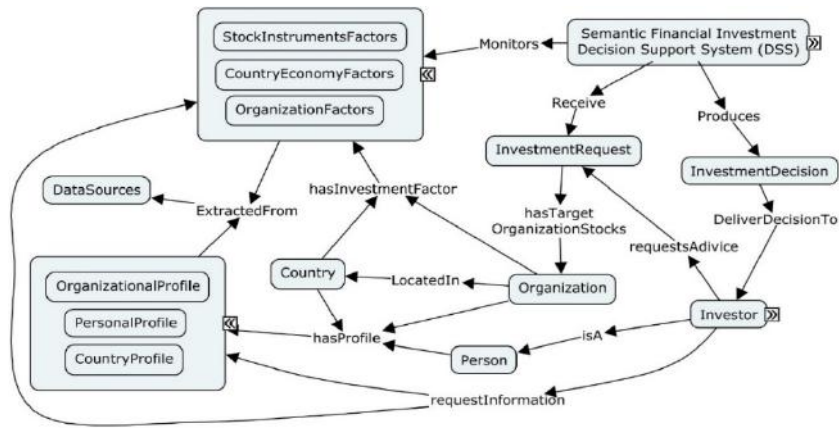 StockInstrumentsFactors
CountryEconomyFactors
OrganizationFactors
Monitors
Semantic Financial Investment
Decision Support System (DSS)
Receive
Produces
InvestmentRequest
InvestmentDecision
DataSources
ExtractedFrom
hasInvestmentFactor
hasTarget
OrganizationStocks
DeliverDecisionTo
requestsAdivice
OrganizationalProfile
PersonalProfile
CountryProfile
Country
LocatedIn
Organization
Investor
hasProfile
Person
isA
requestInformation